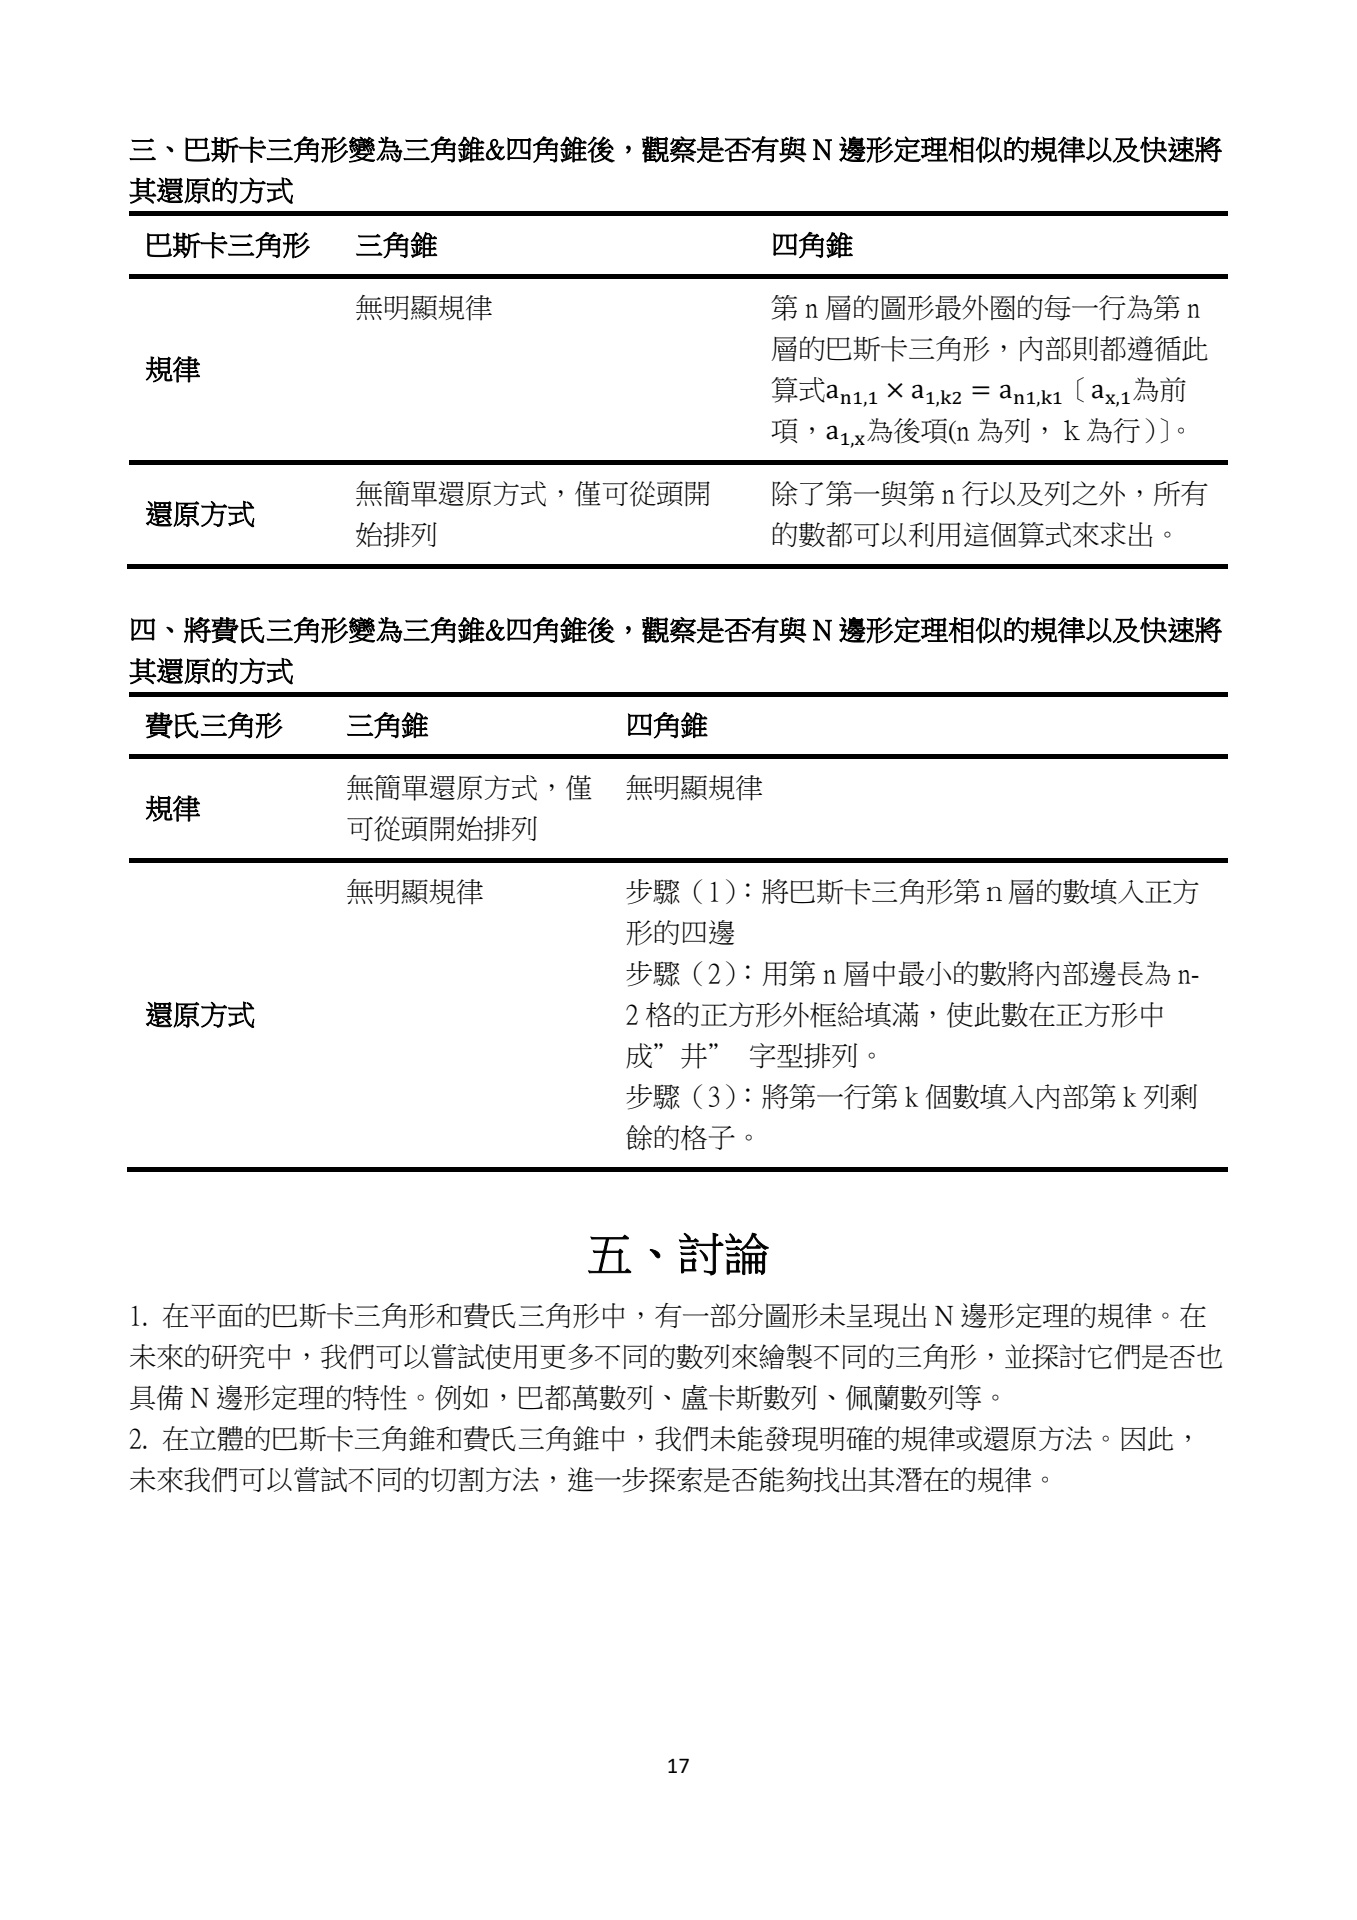 三、巴斯卡三角形變為三角錐&四角錐後，觀察是否有與 N 邊形定理相似的規律以及快速將
其還原的方式
巴斯卡三角形 三角錐 四角錐
規律
無明顯規律
第 n 層的圖形最外圈的每一行為第 n
層的巴斯卡三角形，內部則都遵循此
算式a_{n1,1} × a_{1,k2} = a_{n1,k1}〔 a_{x,1}為前
項，a_{1,x}為後項(n 為列， k 為行 )〕。
還原方式
無簡單還原方式，僅可從頭開
始排列
除了第一與第 n 行以及列之外，所有
的數都可以利用這個算式來求出。
四、將費氏三角形變為三角錐&四角錐後，觀察是否有與 N 邊形定理相似的規律以及快速將
其還原的方式
費氏三角形 三角錐 四角錐
規律
無簡單還原方式，僅
可從頭開始排列
無明顯規律
還原方式
無明顯規律
步驟（1）：將巴斯卡三角形第 n 層的數填入正方
形的四邊
步驟（2）：用第 n 層中最小的數將內部邊長為 n-
2 格的正方形外框給填滿，使此數在正方形中
成”井” 字型排列。
步驟（3）：將第一行第 k 個數填入內部第 k 列剩
餘的格子。
五、討論
1. 在平面的巴斯卡三角形和費氏三角形中，有一部分圖形未呈現出 N 邊形定理的規律。在
未來的研究中，我們可以嘗試使用更多不同的數列來繪製不同的三角形，並探討它們是否也
具備 N 邊形定理的特性。例如，巴都萬數列、盧卡斯數列、佩蘭數列等。
2. 在立體的巴斯卡三角錐和費氏三角錐中，我們未能發現明確的規律或還原方法。因此，
未來我們可以嘗試不同的切割方法，進一步探索是否能夠找出其潛在的規律。
17